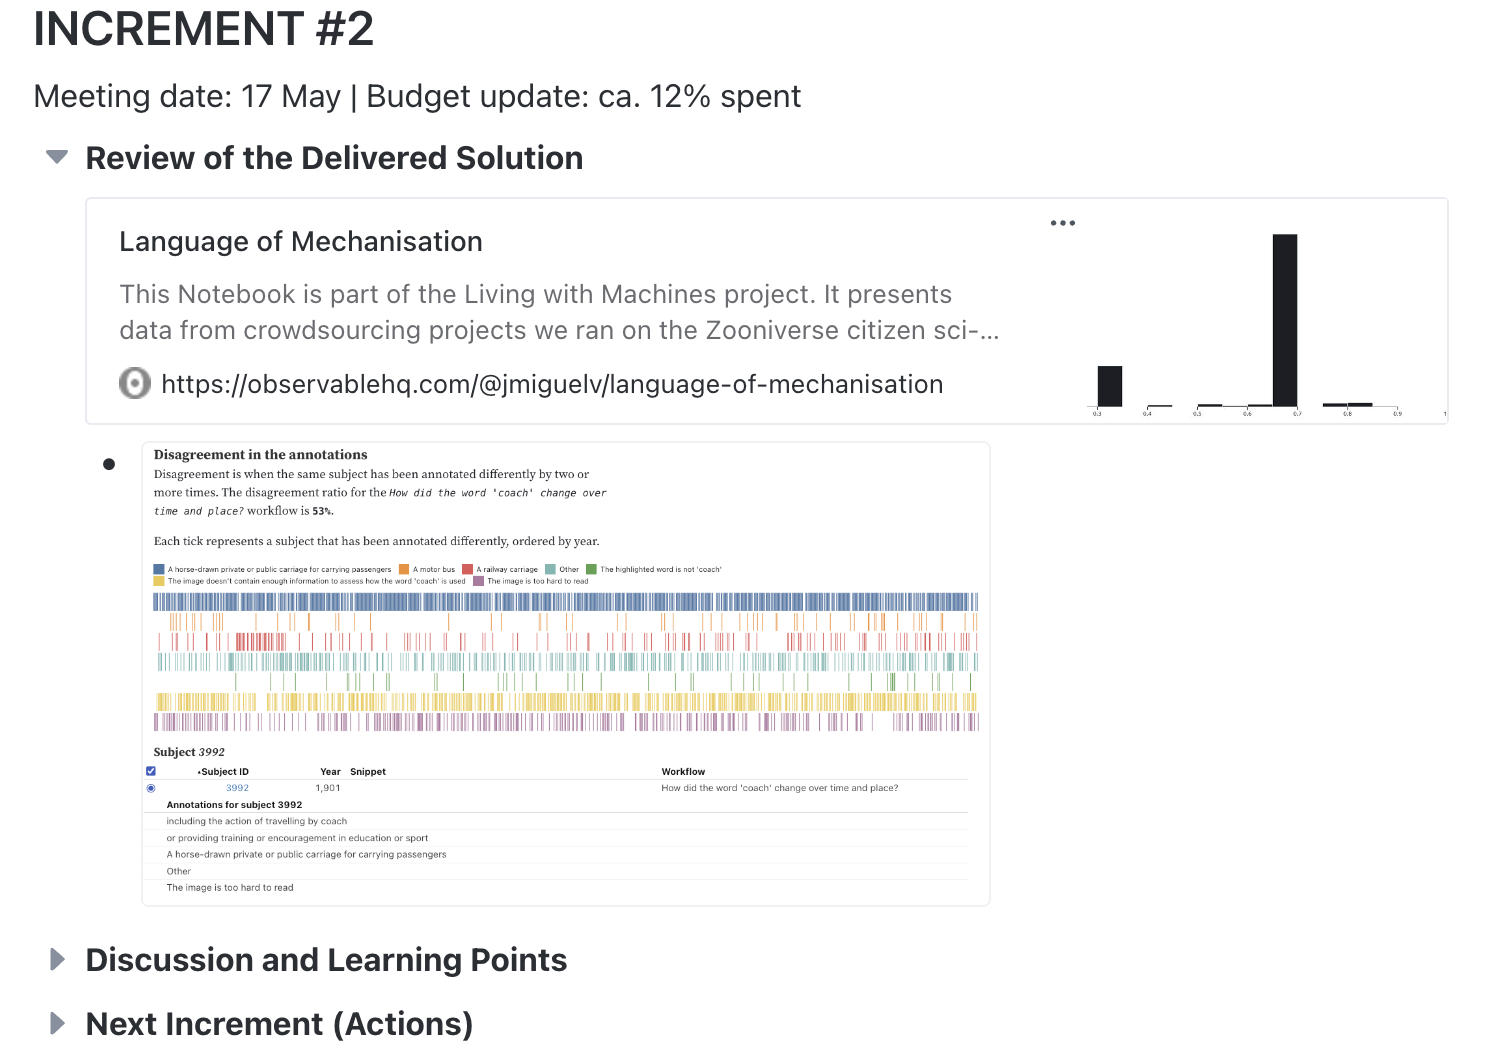 INCREMENT #2
Meeting date: 17 May | Budget update: ca. 12% spent
Review of the Delivered Solution
Language of Mechanisation
This Notebook is part of the Living with Machines project. It presents
data from crowdsourcing projects we ran on the Zooniverse citizen sci-...
https://observablehq.com/@jmiguelv/language-of-mechanisation
0.3 0.4 0.5 0.6 0.7 0.8 0.9 1
Disagreement in the annotations
Disagreement is when the same subject has been annotated differently by two or
more times. The disagreement ratio for the How did the word 'coach' change over
time and place? workflow is 53%.
Each tick represents a subject that has been annotated differently, ordered by year.
A horse-drawn private or public carriage for carrying passengers A motor bus A railway carriage Other The highlighted word is not 'coach'
The image doesn't contain enough information to assess how the word 'coach' is used The image is too hard to read
Subject 3992
Subject ID Year Snippet Workflow
3992 1,901 How did the word 'coach' change over time and place?
Annotations for subject 3992
including the action of travelling by coach
or providing training or encouragement in education or sport
A horse-drawn private or public carriage for carrying passengers
Other
The image is too hard to read
Discussion and Learning Points
Next Increment (Actions)